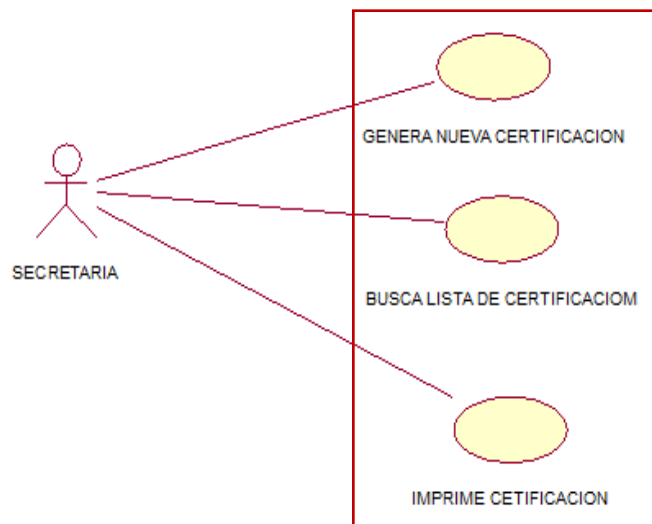 GENERA NUEVA CERTIFICACION
SECRETARIA
BUSCA LISTA DE CERTIFICACIOM
IMPRIME CETIFICACION